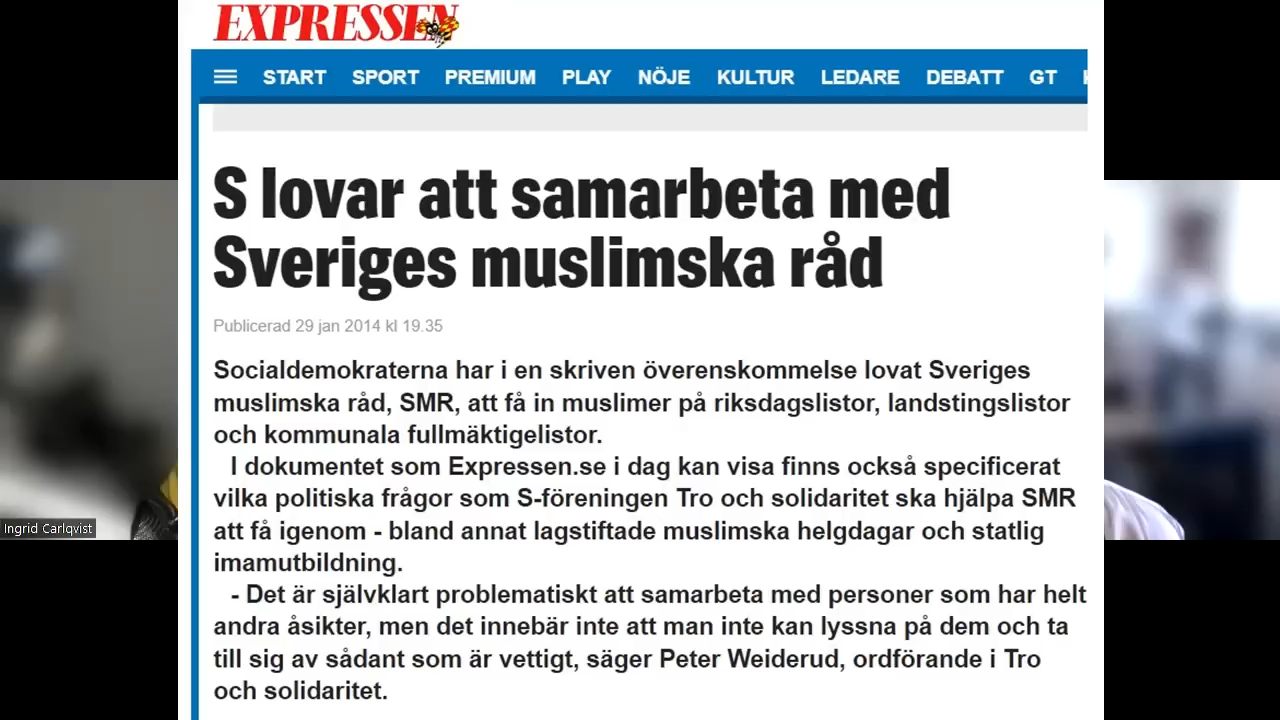 EXPRESSEN
START SPORT PREMIUM PLAY NÖJE KULTUR LEDARE DEBATT GT
S lovar att samarbeta med
Sveriges muslimska råd
Publicerad 29 jan 2014 kl 19.35
Socialdemokraterna har i en skriven överenskommelse lovat Sveriges
muslimska råd, SMR, att få in muslimer på riksdagslistor, landstingslistor
och kommunala fullmäktigelistor.
I dokumentet som Expressen.se i dag kan visa finns också specificerat
vilka politiska frågor som S-föreningen Tro och solidaritet ska hjälpa SMR
att få igenom - bland annat lagstiftade muslimska helgdagar och statlig
imamutbildning.
- Det är självklart problematiskt att samarbeta med personer som har helt
andra åsikter, men det innebär inte att man inte kan lyssna på dem och ta
till sig av sådant som är vettigt, säger Peter Weiderud, ordförande i Tro
och solidaritet.
Ingrid Carlqvist